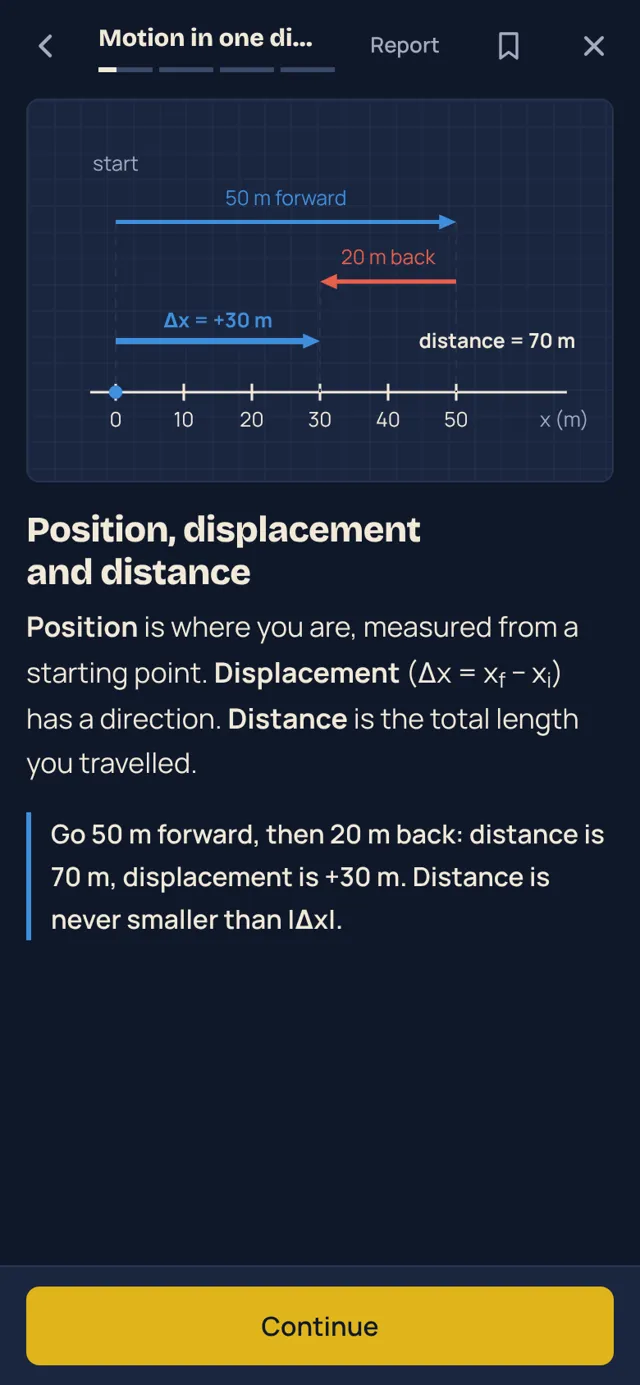 Motion in one di...
Report
start
50 m forward
20 m back
Δx = +30 m
distance = 70 m
0 10 20 30 40 50 x (m)
Position, displacement
and distance
Position is where you are, measured from a
starting point. Displacement (Δx = x_f − x_i)
has a direction. Distance is the total length
you travelled.
Go 50 m forward, then 20 m back: distance is
70 m, displacement is +30 m. Distance is
never smaller than |Δx|.
Continue